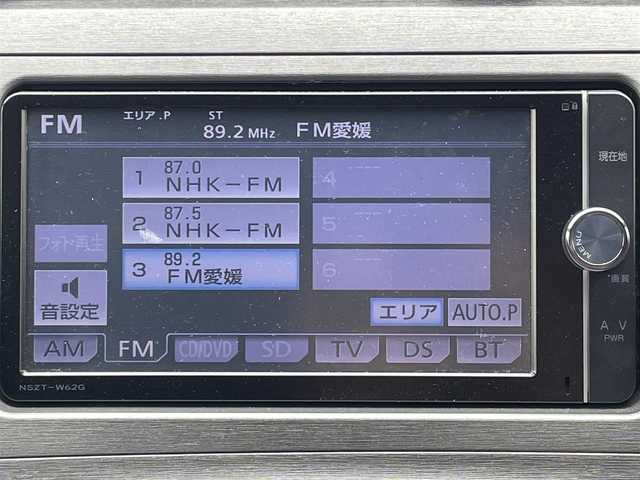 エリア.P ST
FM 89.2 MHz FM愛媛
現在地
1 87.0 NHK-FM 4
2 87.5 NHK-FM 5
3 89.2 FM愛媛 6
フォト再生
音設定
エリア AUTO.P
MENU
画質
A V
PWR
AM FM CD/DVD SD TV DS BT
NSZT-W62G